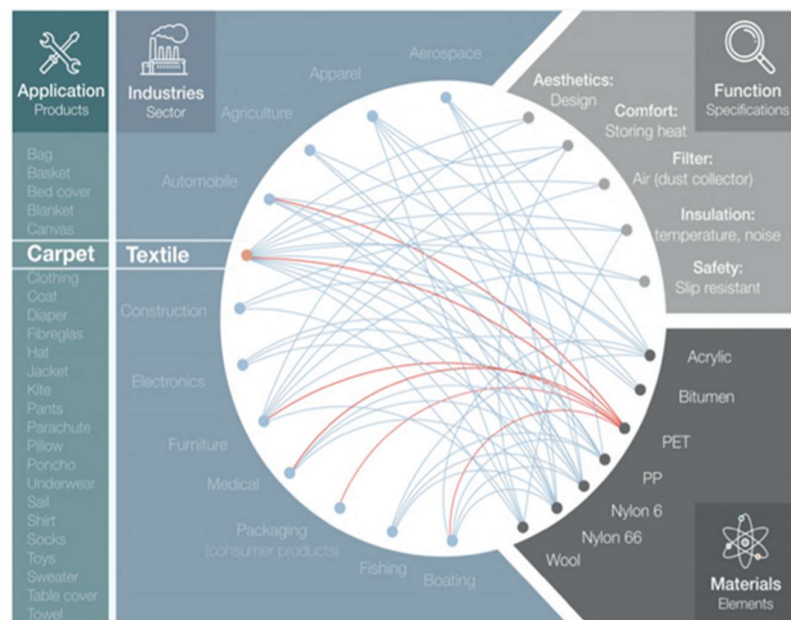 Application
Products
Bag
Basket
Bed cover
Blanket
Canvas
Carpet
Clothing
Coat
Diaper
Fibreglas
Hat
Jacket
Kite
Pants
Parachute
Pillow
Poncho
Underwear
Sail
Shirt
Socks
Toys
Sweater
Table cover
Towel
Industries
Sector
Aerospace
Apparel
Agriculture
Automobile
Textile
Construction
Electronics
Furniture
Medical
Packaging
(consumer products)
Fishing
Boating
Function
Specifications
Aesthetics:
Design
Comfort:
Storing heat
Filter:
Air (dust collector)
Insulation:
temperature, noise
Safety:
Slip resistant
Acrylic
Bitumen
PET
PP
Nylon 6
Nylon 66
Wool
Materials
Elements